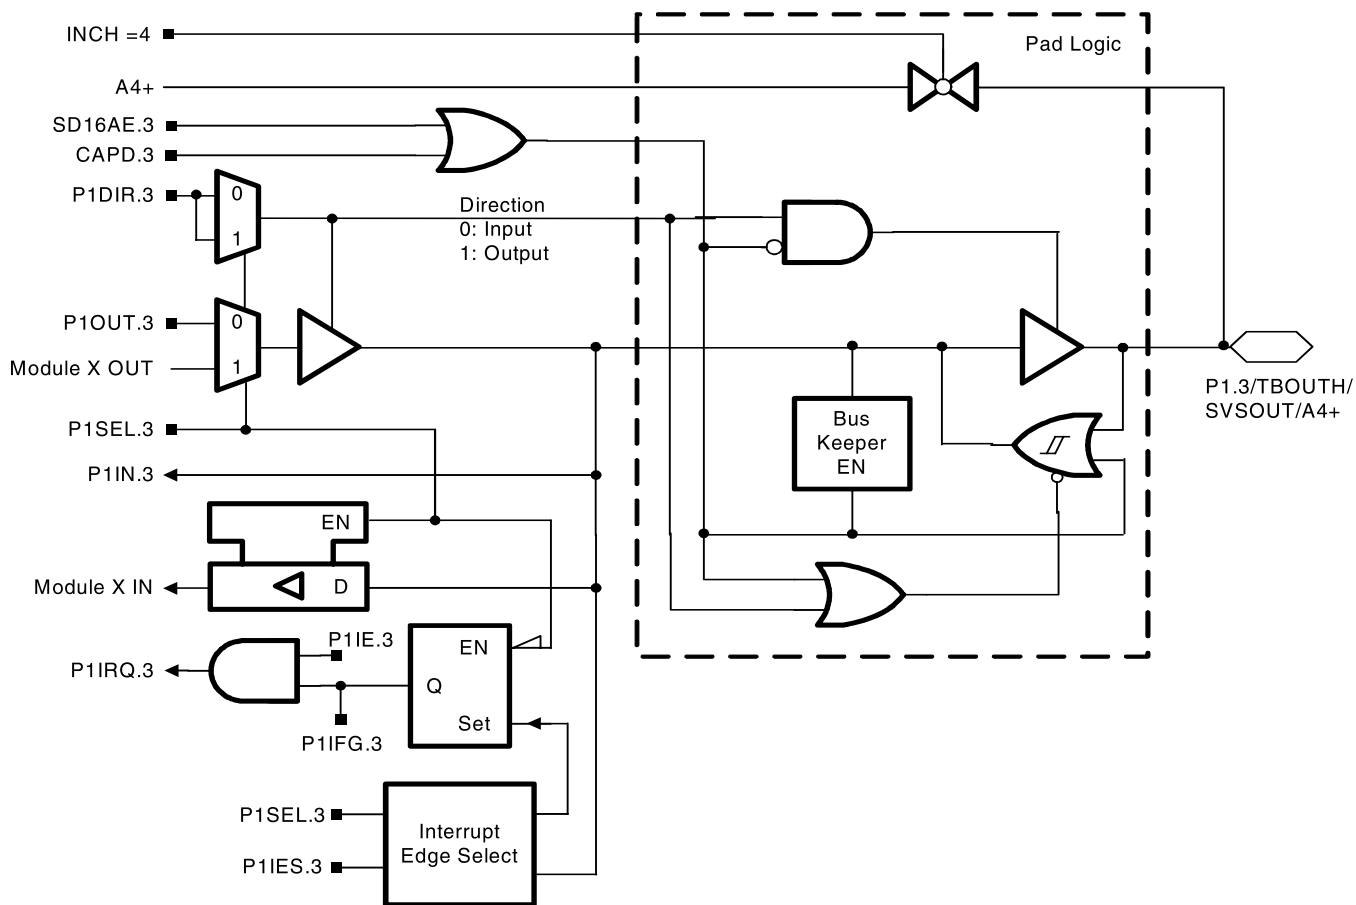 INCH =4
Pad Logic
A4+
SD16AE.3
CAPD.3
P1DIR.3
0
1
Direction
0: Input
1: Output
P1OUT.3
0
Module X OUT
1
P1.3/TBOUTH/
SVSOUT/A4+
P1SEL.3
Bus
Keeper
EN
P1IN.3
EN
Module X IN
D
P1IE.3
EN
P1IRQ.3
Q
Set
P1IFG.3
P1SEL.3
Interrupt
Edge Select
P1IES.3